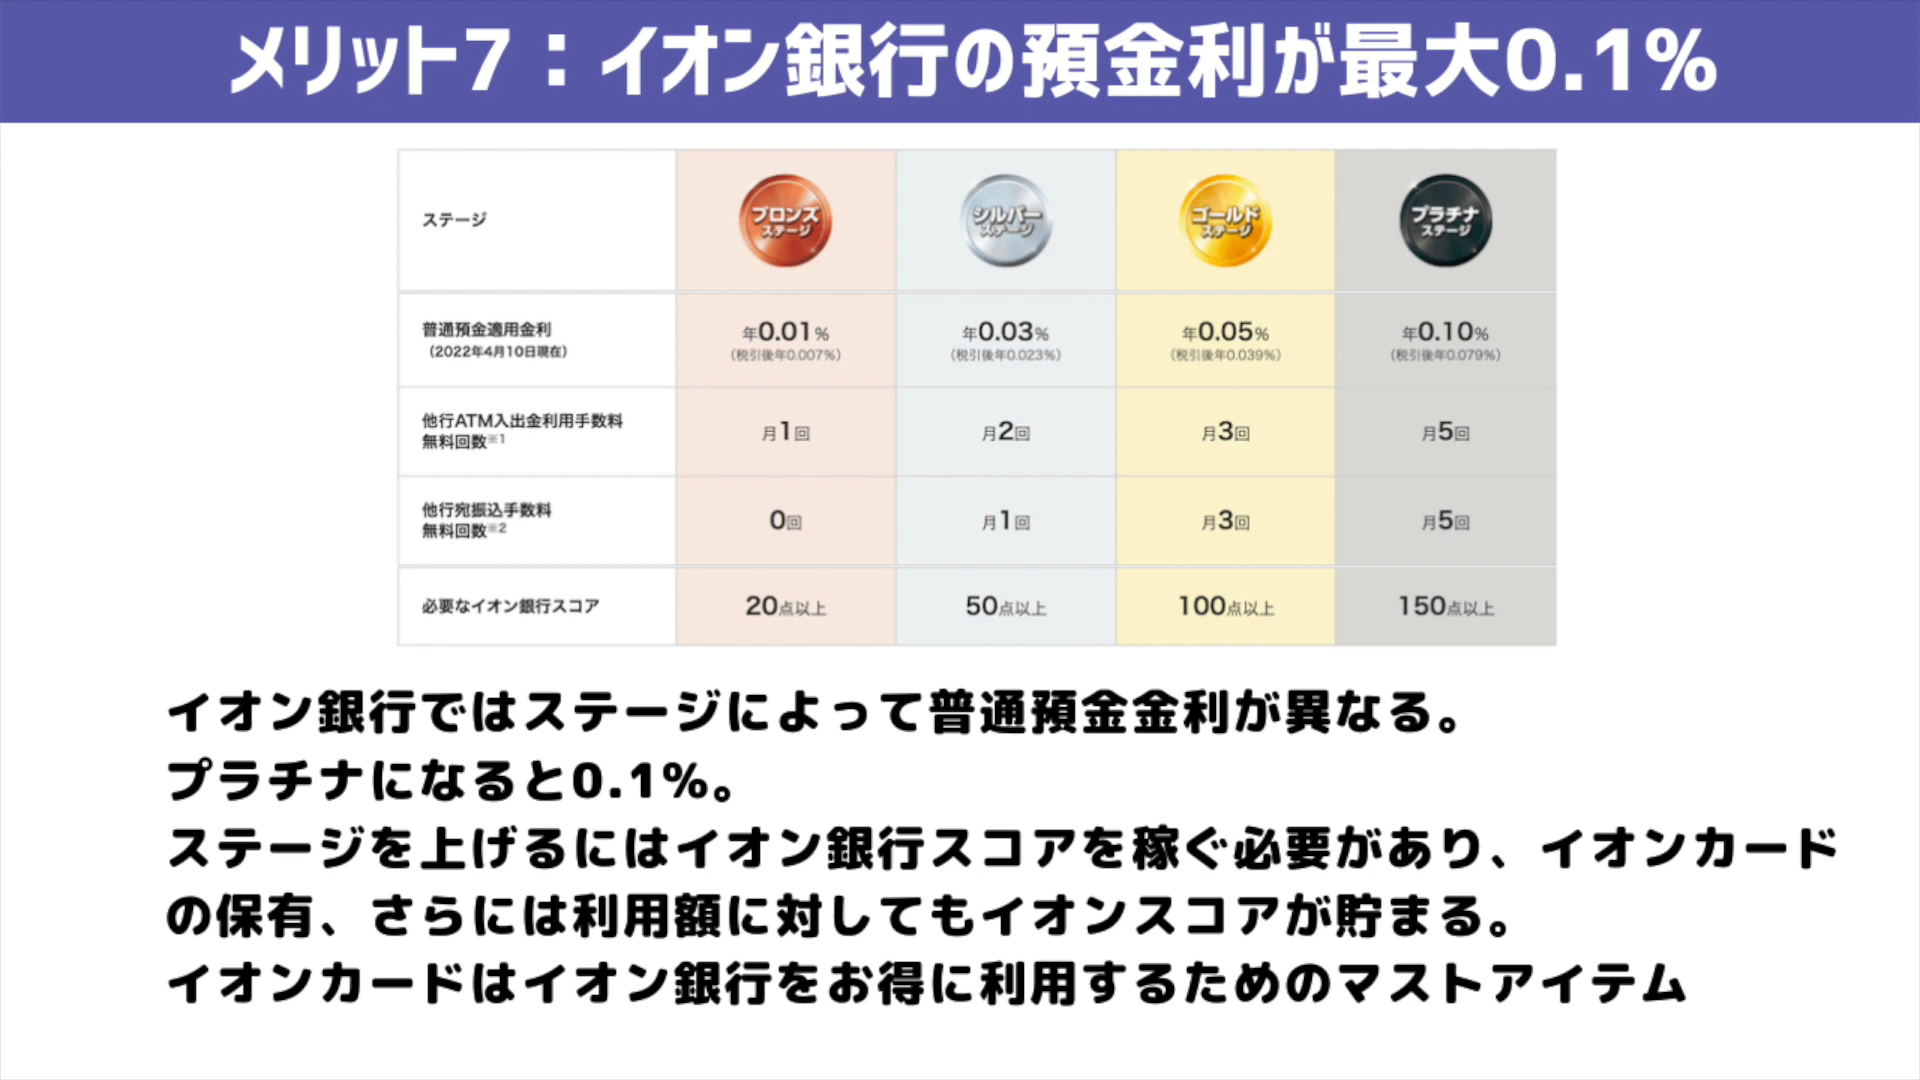 メリット7：イオン銀行の預金利が最大0.1%
ステージ
ブロンズ
ステージ
シルバー
ステージ
ゴールド
ステージ
プラチナ
ステージ
普通預金適用金利
（2022年4月10日現在）
年0.01%
（税引後年0.007%）
年0.03%
（税引後年0.023%）
年0.05%
（税引後年0.039%）
年0.10%
（税引後年0.079%）
他行ATM入出金利用手数料
無料回数※1
月1回
月2回
月3回
月5回
他行宛振込手数料
無料回数※2
0回
月1回
月3回
月5回
必要なイオン銀行スコア
20点以上
50点以上
100点以上
150点以上
イオン銀行ではステージによって普通預金金利が異なる。
プラチナになると0.1%。
ステージを上げるにはイオン銀行スコアを稼ぐ必要があり、イオンカード
の保有、さらには利用額に対してもイオンスコアが貯まる。
イオンカードはイオン銀行をお得に利用するためのマストアイテム